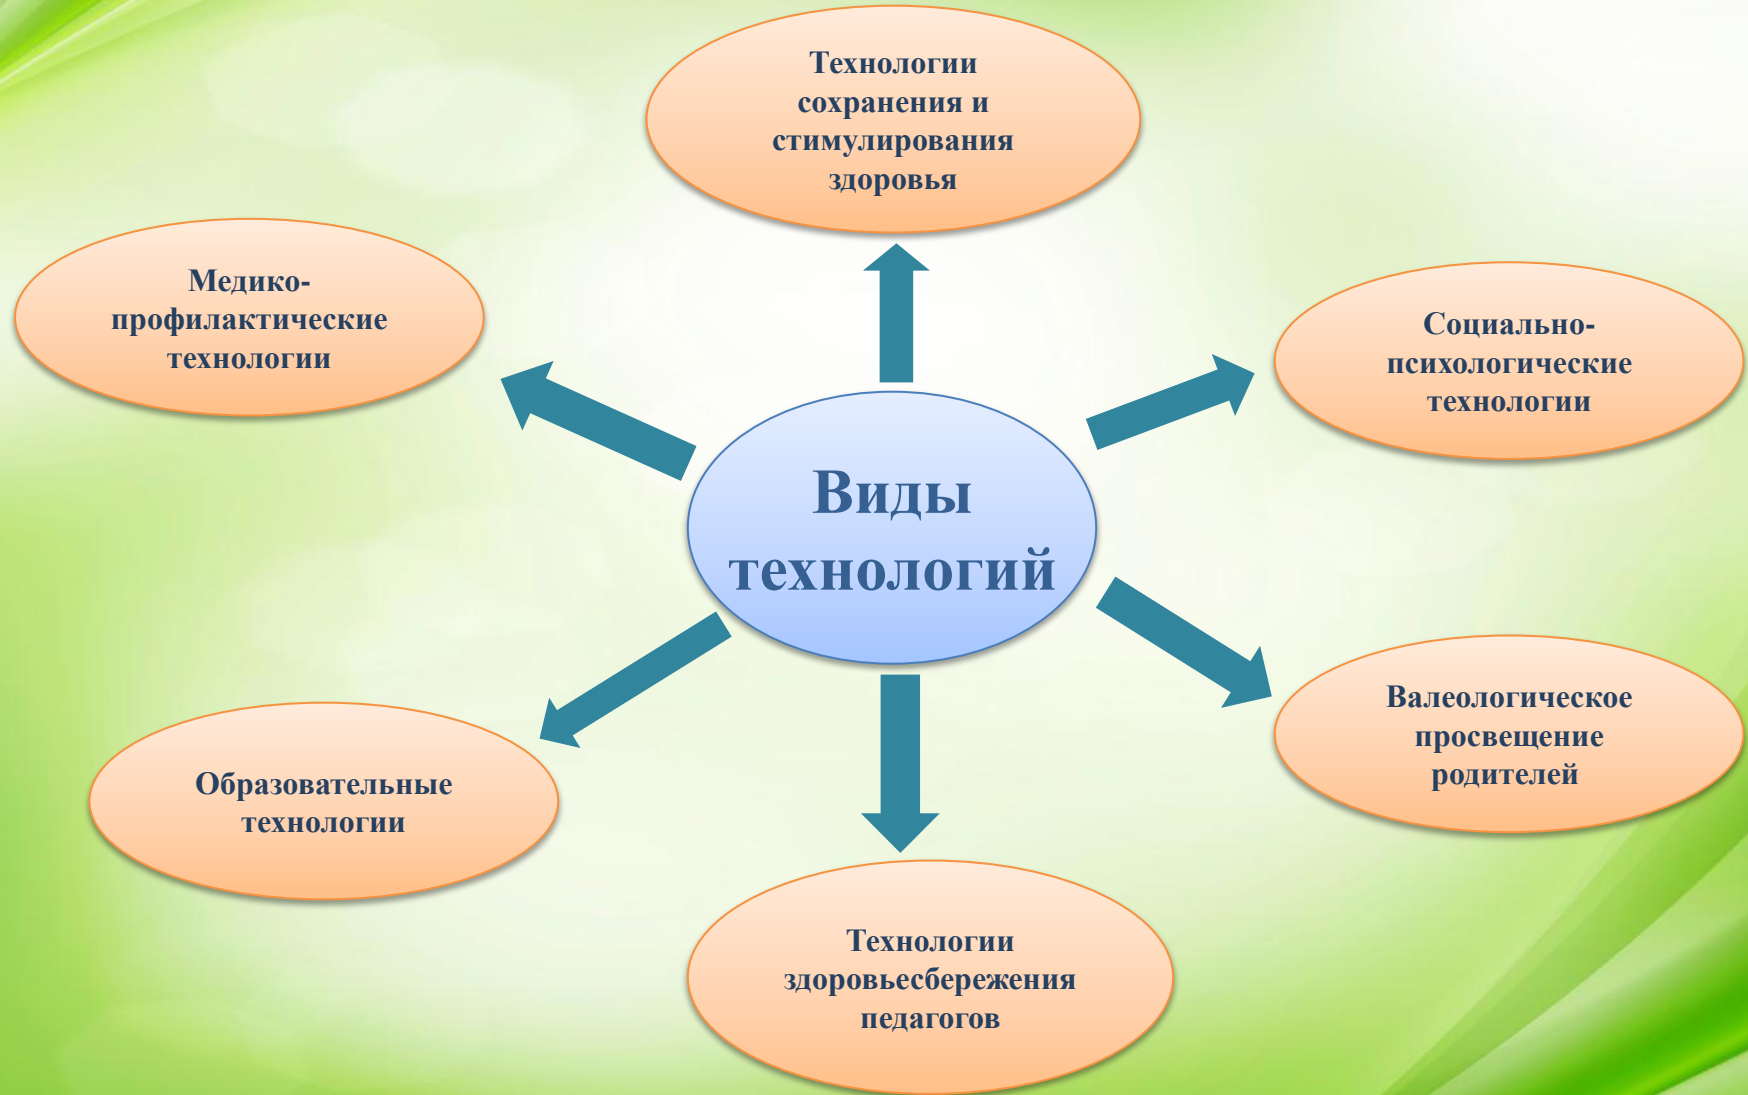 Технологии
сохранения и
стимулирования
здоровья
Медико-
профилактические
технологии
Социально-
психологические
технологии
Виды
технологий
Валеологическое
просвещение
родителей
Образовательные
технологии
Технологии
здоровьесбережения
педагогов